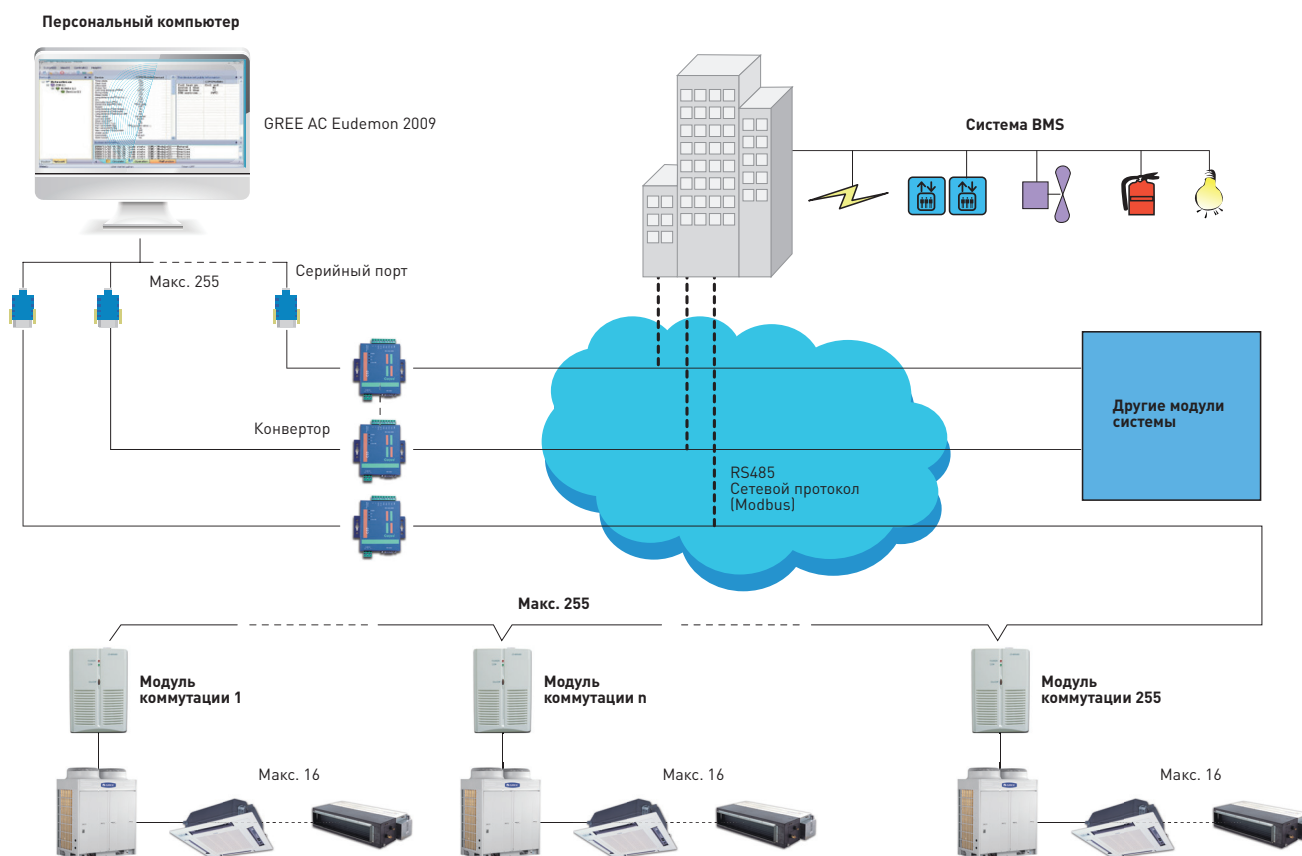 Персональный компьютер
GREE AC Eudemon 2009
Система BMS
Макс. 255
Серийный порт
Конвертор
Другие модули
системы
RS485
Сетевой протокол
(Modbus)
Макс. 255
Модуль
коммутации 1
Модуль
коммутации n
Модуль
коммутации 255
Макс. 16
Макс. 16
Макс. 16